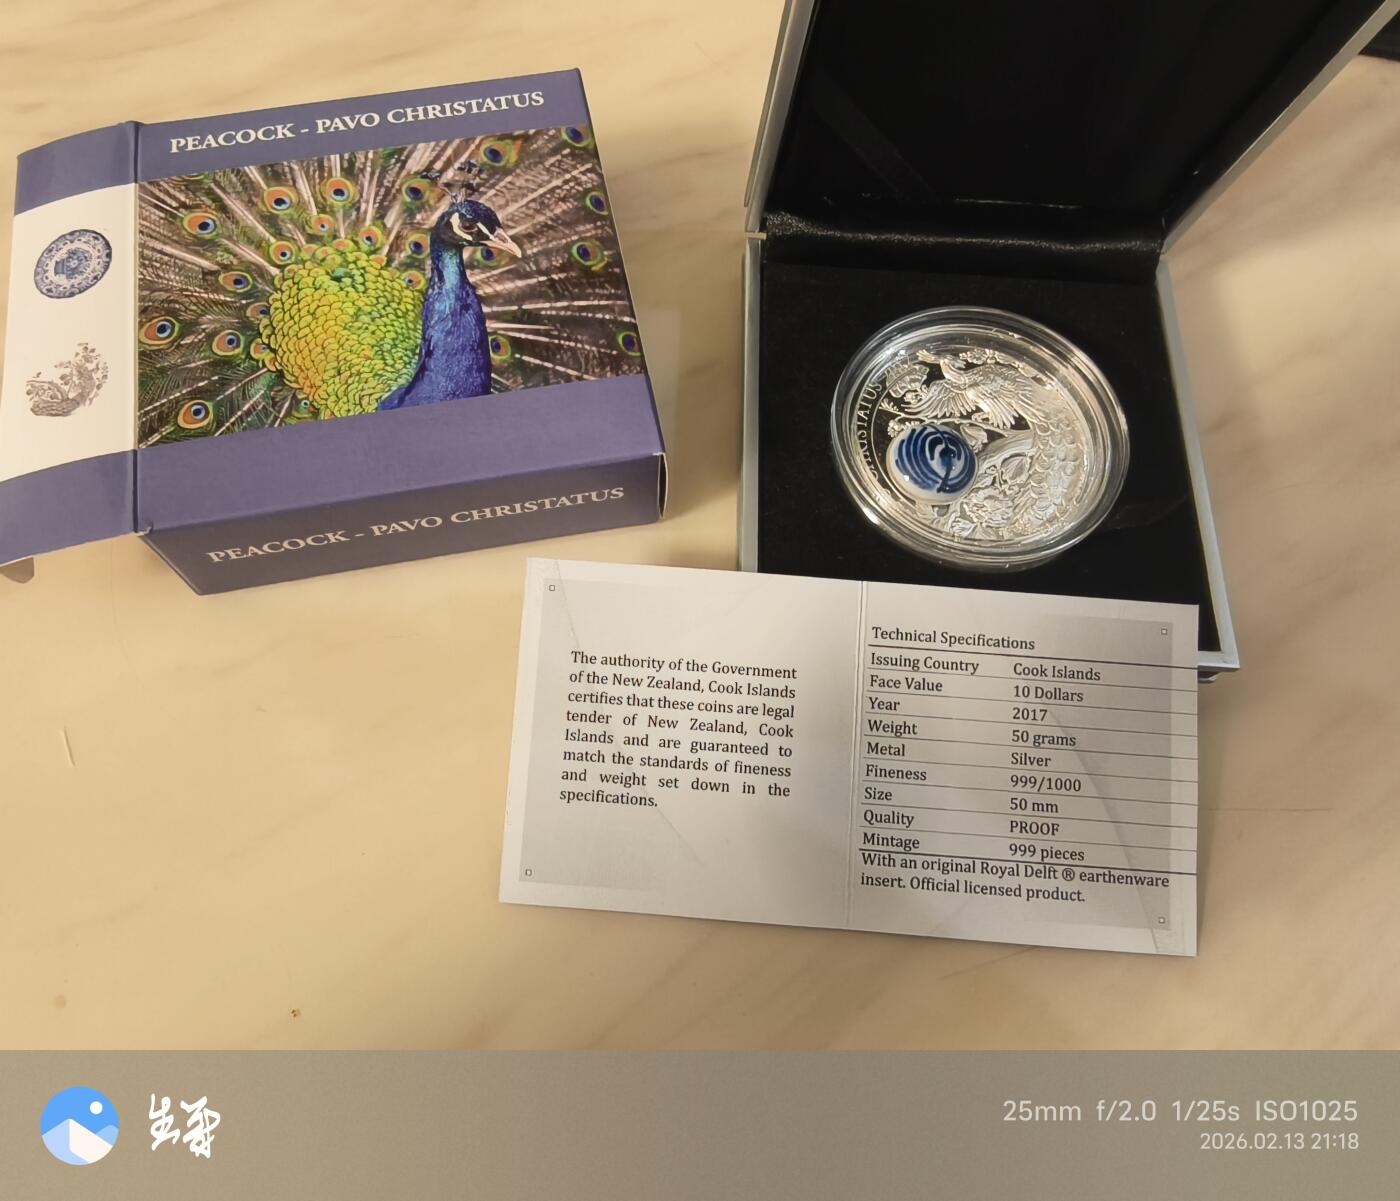 PEACOCK - PAVO CHRISTATUS
PEACOCK - PAVO CHRISTATUS
The authority of the Government
of the New Zealand, Cook Islands
certifies that these coins are legal
tender of New Zealand, Cook
Islands and are guaranteed to
match the standards of fineness
and weight set down in the
specifications.
Technical Specifications
Issuing Country Cook Islands
Face Value 10 Dollars
Year 2017
Weight 50 grams
Metal Silver
Fineness 999/1000
Size 50 mm
Quality PROOF
Mintage 999 pieces
With an original Royal Delft ® earthenware
insert. Official licensed product.
25mm f/2.0 1/25s ISO1025
2026.02.13 21:18